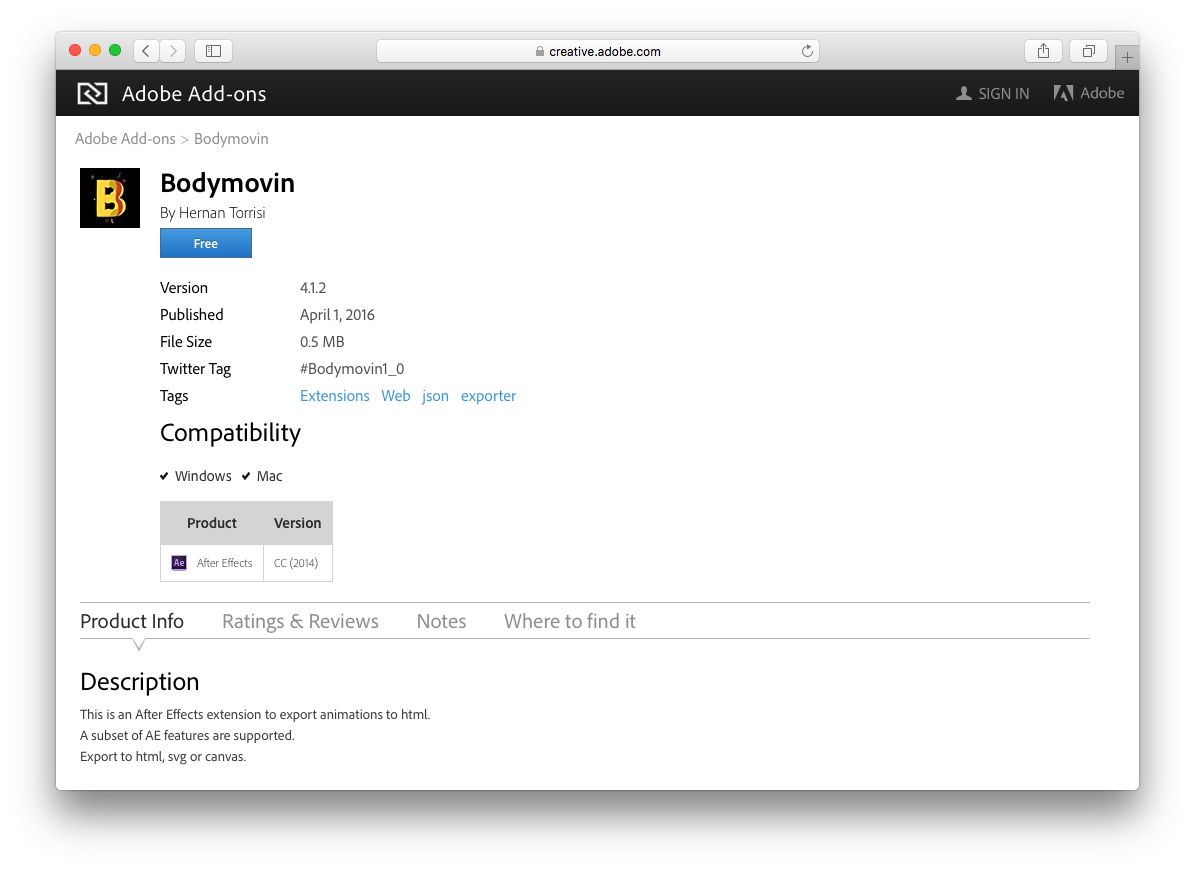 creative.adobe.com
Adobe Add-ons
SIGN IN
Adobe
Adobe Add-ons > Bodymovin
B
Bodymovin
By Hernan Torrisi
Free
Version 4.1.2
Published April 1, 2016
File Size 0.5 MB
Twitter Tag #Bodymovin1_0
Tags Extensions Web json exporter
Compatibility
Windows Mac
Product Version
Ae After Effects CC (2014)
Product Info Ratings & Reviews Notes Where to find it
Description
This is an After Effects extension to export animations to html.
A subset of AE features are supported.
Export to html, svg or canvas.